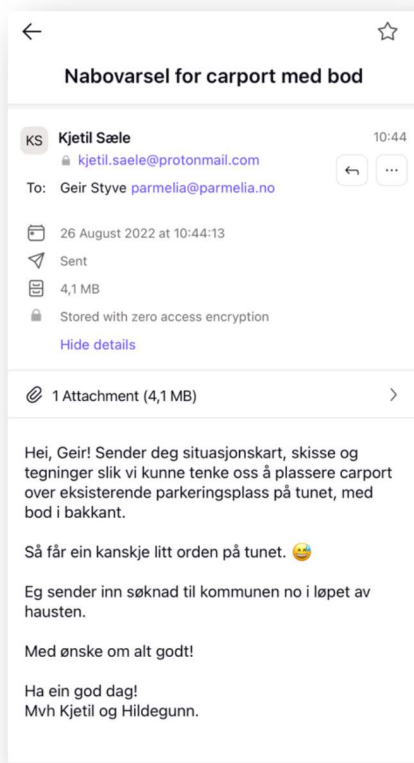 Nabovarsel for carport med bod
KS
Kjetil Sæle
10:44
kjetil.saele@protonmail.com
To: Geir Styve parmelia@parmelia.no
26 August 2022 at 10:44:13
Sent
4,1 MB
Stored with zero access encryption
Hide details
1 Attachment (4,1 MB)
Hei, Geir! Sender deg situasjonskart, skisse og
tegninger slik vi kunne tenke oss å plassere carport
over eksisterende parkeringsplass på tunet, med
bod i bakkant.
Så får ein kanskje litt orden på tunet. 😅
Eg sender inn søknad til kommunen no i løpet av
hausten.
Med ønske om alt godt!
Ha ein god dag!
Mvh Kjetil og Hildegunn.